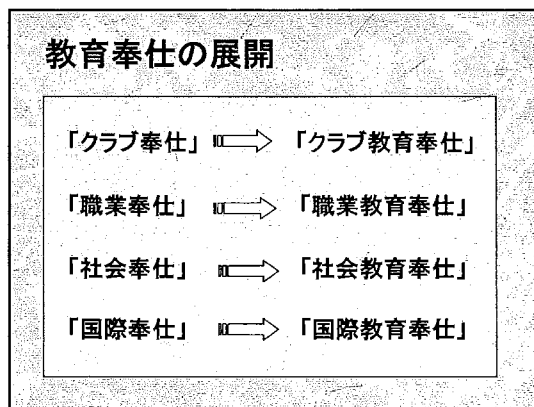 教育奉仕の展開
「クラブ奉仕」 ⇒ 「クラブ教育奉仕」
「職業奉仕」 ⇒ 「職業教育奉仕」
「社会奉仕」 ⇒ 「社会教育奉仕」
「国際奉仕」 ⇒ 「国際教育奉仕」